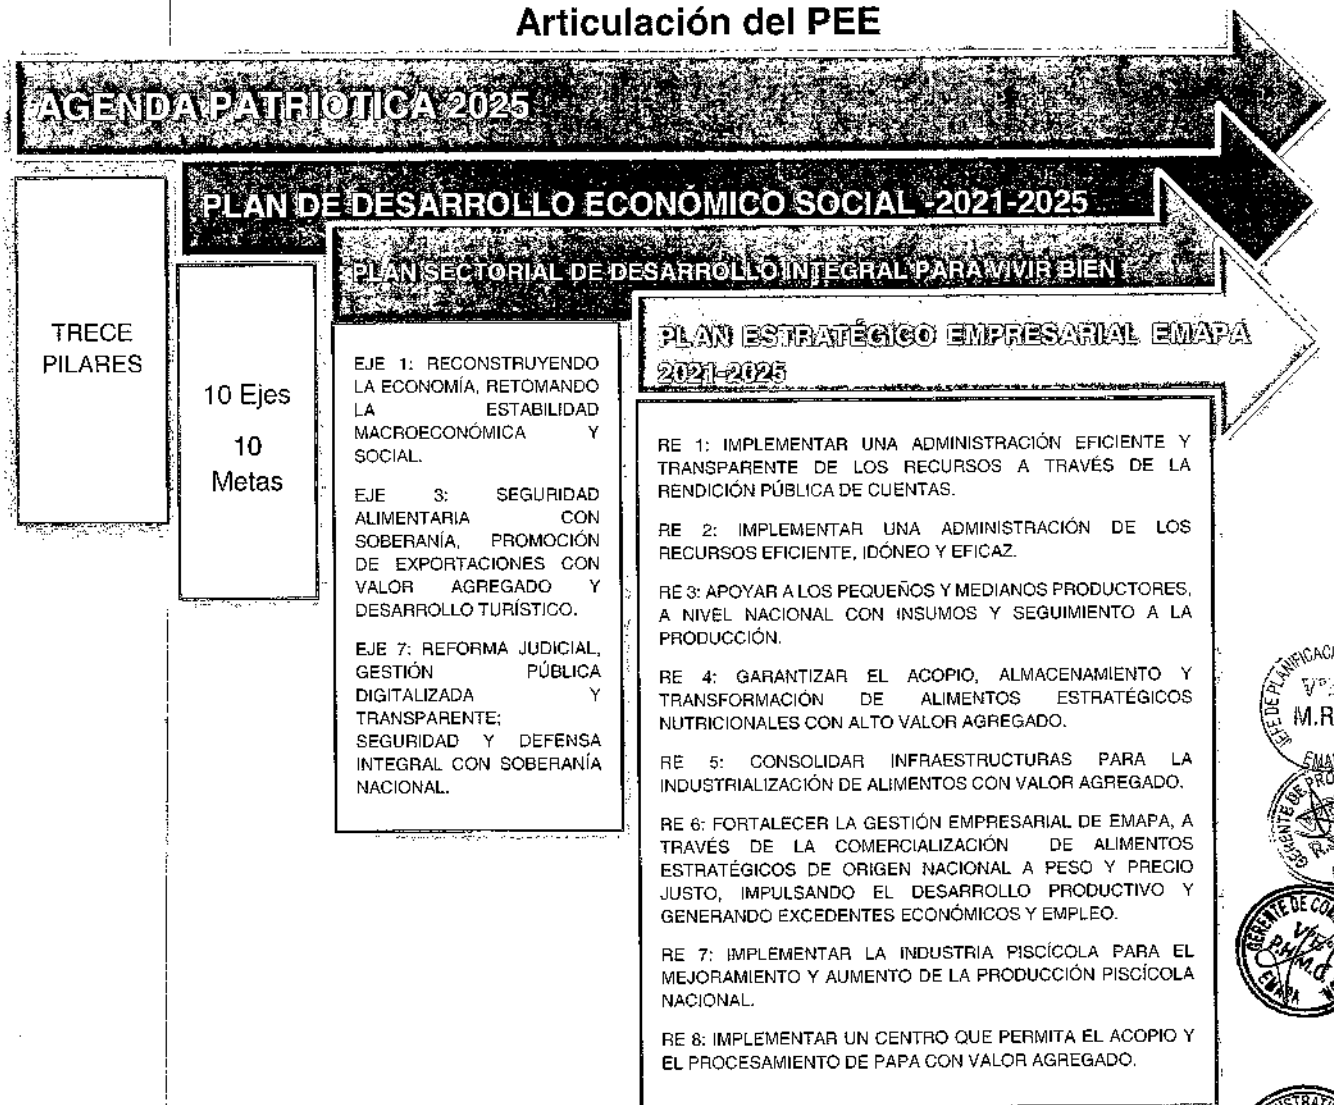 Articulación del PEE
AGENDA PATRIÓTICA 2025
PLAN DE DESARROLLO ECONÓMICO SOCIAL -2021-2025
PLAN SECTORIAL DE DESARROLLO INTEGRAL PARA VIVIR BIEN
PLAN ESTRATÉGICO EMPRESARIAL EMAPA
2021-2025
TRECE
PILARES
10 Ejes
10
Metas
EJE 1: RECONSTRUYENDO
LA ECONOMÍA, RETOMANDO
LA ESTABILIDAD
MACROECONÓMICA Y
SOCIAL.
EJE 3: SEGURIDAD
ALIMENTARIA CON
SOBERANÍA, PROMOCIÓN
DE EXPORTACIONES CON
VALOR AGREGADO Y
DESARROLLO TURÍSTICO.
EJE 7: REFORMA JUDICIAL,
GESTIÓN PÚBLICA
DIGITALIZADA Y
TRANSPARENTE;
SEGURIDAD Y DEFENSA
INTEGRAL CON SOBERANÍA
NACIONAL.
RE 1: IMPLEMENTAR UNA ADMINISTRACIÓN EFICIENTE Y
TRANSPARENTE DE LOS RECURSOS A TRAVÉS DE LA
RENDICIÓN PÚBLICA DE CUENTAS.
RE 2: IMPLEMENTAR UNA ADMINISTRACIÓN DE LOS
RECURSOS EFICIENTE, IDÓNEO Y EFICAZ.
RE 3: APOYAR A LOS PEQUEÑOS Y MEDIANOS PRODUCTORES,
A NIVEL NACIONAL CON INSUMOS Y SEGUIMIENTO A LA
PRODUCCIÓN.
RE 4: GARANTIZAR EL ACOPIO, ALMACENAMIENTO Y
TRANSFORMACIÓN DE ALIMENTOS ESTRATÉGICOS
NUTRICIONALES CON ALTO VALOR AGREGADO.
RE 5: CONSOLIDAR INFRAESTRUCTURAS PARA LA
INDUSTRIALIZACIÓN DE ALIMENTOS CON VALOR AGREGADO.
RE 6: FORTALECER LA GESTIÓN EMPRESARIAL DE EMAPA, A
TRAVÉS DE LA COMERCIALIZACIÓN DE ALIMENTOS
ESTRATÉGICOS DE ORIGEN NACIONAL A PESO Y PRECIO
JUSTO, IMPULSANDO EL DESARROLLO PRODUCTIVO Y
GENERANDO EXCEDENTES ECONÓMICOS Y EMPLEO.
RE 7: IMPLEMENTAR LA INDUSTRIA PISCÍCOLA PARA EL
MEJORAMIENTO Y AUMENTO DE LA PRODUCCIÓN PISCÍCOLA
NACIONAL.
RE 8: IMPLEMENTAR UN CENTRO QUE PERMITA EL ACOPIO Y
EL PROCESAMIENTO DE PAPA CON VALOR AGREGADO.
JEFE DE
M.R
GERENTE DE
GERENTE DE
EMAPA